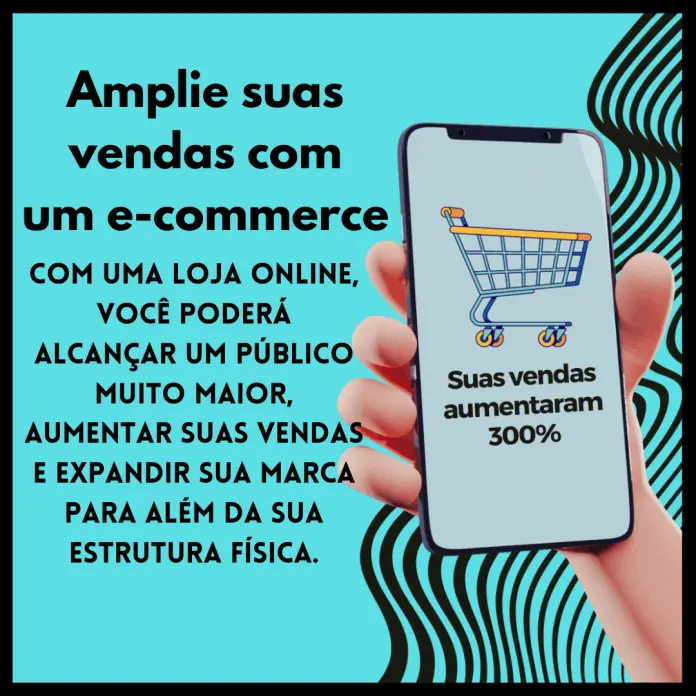 Amplie suas
vendas com
um e-commerce
COM UMA LOJA ONLINE,
VOCÊ PODERÁ
ALCANÇAR UM PÚBLICO
MUITO MAIOR,
AUMENTAR SUAS VENDAS
E EXPANDIR SUA MARCA
PARA ALÉM DA SUA
ESTRUTURA FÍSICA.
Suas vendas
aumentaram
300%